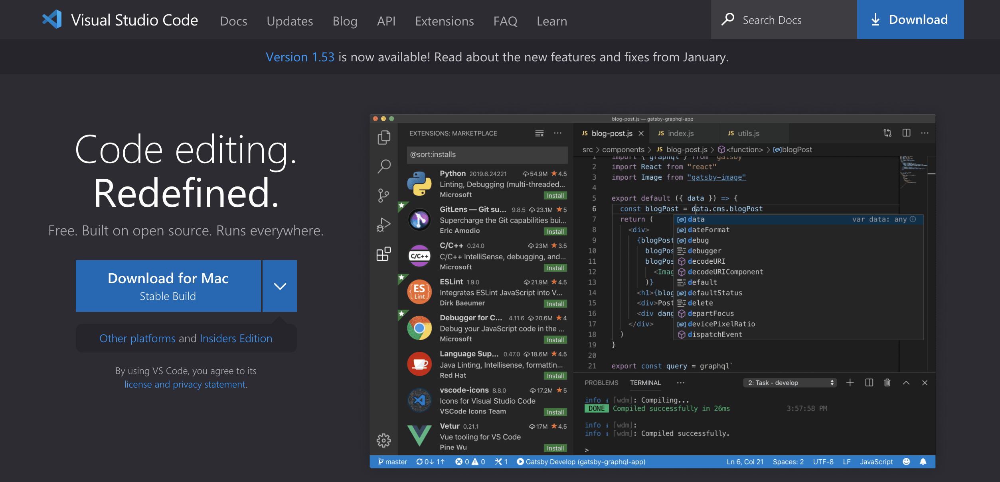 Visual Studio Code Docs Updates Blog API Extensions FAQ Learn Search Docs Download
Version 1.53 is now available! Read about the new features and fixes from January.
Code editing.
Redefined.
Free. Built on open source. Runs everywhere.
Download for Mac
Stable Build
Other platforms and Insiders Edition
By using VS Code, you agree to its
license and privacy statement.
blog-post.js — gatsby-graphql-app
EXTENSIONS: MARKETPLACE ···
@sort:installs
Python 2019.6.24221 54.9M ★4.5
Linting, Debugging (multi-threaded...
Microsoft Install
GitLens — Git su... 9.8.5 23.1M ★5
Supercharge the Git capabilities bui...
Eric Amodio Install
C/C++
C/C++ 0.24.0 23M ★3.5
C/C++ IntelliSense, debugging, and...
Microsoft Install
ES
Lint
ESLint 1.9.0 21.9M ★4.5
Integrates ESLint JavaScript into V...
Dirk Baeumer Install
Debugger for C... 4.11.6 20.6M ★4
Debug your JavaScript code in the ...
Microsoft Install
Language Sup... 0.47.0 18.6M ★4.5
Java Linting, Intellisense, formattin...
Red Hat Install
vscode-icons 8.8.0 17.2M ★5
Icons for Visual Studio Code
VSCode Icons Team Install
Vetur 0.21.1 17M ★4.5
Vue tooling for VS Code
Pine Wu Install
JS blog-post.js × JS index.js JS utils.js ···
src > components > JS blog-post.js > <function> > blogPost
1 import { graphql } from "gatsby"
2 import React from "react"
3 import Image from "gatsby-image"
4
5 export default ({ data }) => {
6 const blogPost = data.cms.blogPost
7 return (
8 <div>
9 {blogPost
10 blogPos
11 blogPos
12 <Imag
13 )}
14 <h1>{blog
15 <div>Post
16 <div dang
17 </div>
18 )
19 }
20
21 export const query = graphql`
data var data: any
dateFormat
debug
debugger
decodeURI
decodeURIComponent
default
defaultStatus
delete
departFocus
devicePixelRatio
dispatchEvent
PROBLEMS TERMINAL ··· 2: Task - develop
info i ｢wdm｣: Compiling...
DONE Compiled successfully in 26ms 3:57:58 PM
info i ｢wdm｣:
info i ｢wdm｣: Compiled successfully.
>
master 0↓ 1↑ 0 0 1 Gatsby Develop (gatsby-graphql-app) Ln 6, Col 21 Spaces: 2 UTF-8 LF JavaScript